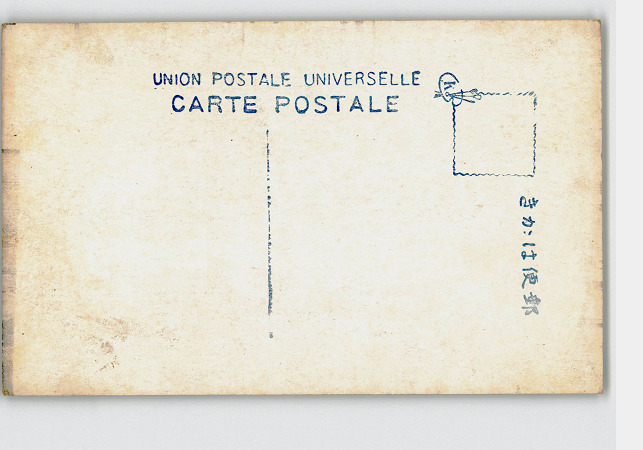 UNION POSTALE UNIVERSELLE
CARTE POSTALE
きかは便郵